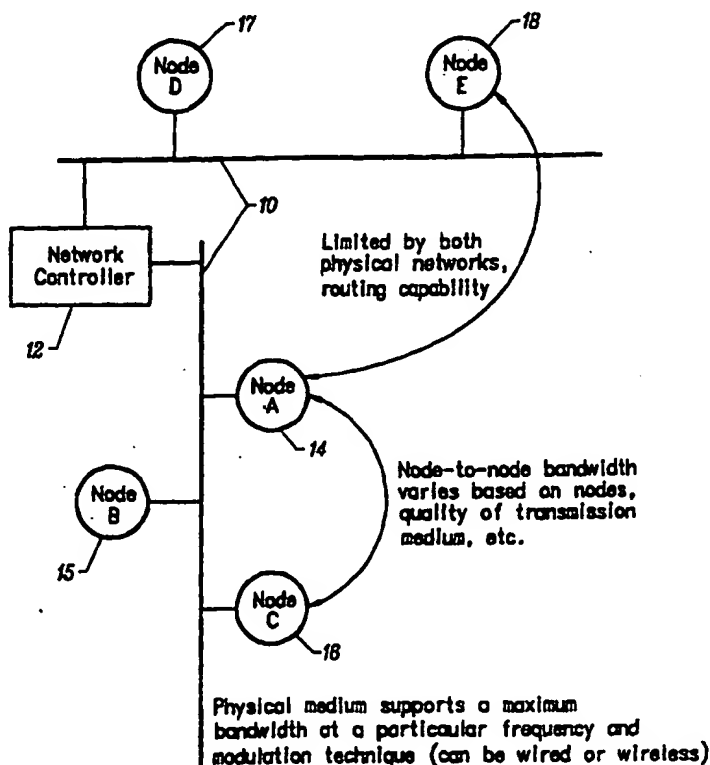 17
18
Node
D
Node
E
10
Network
Controller
12
Limited by both
physical networks,
routing capability
Node
A
14
Node-to-node bandwidth
varies based on nodes,
quality of transmission
medium, etc.
Node
B
15
Node
C
16
Physical medium supports a maximum
bandwidth at a particular frequency and
modulation technique (can be wired or wireless)